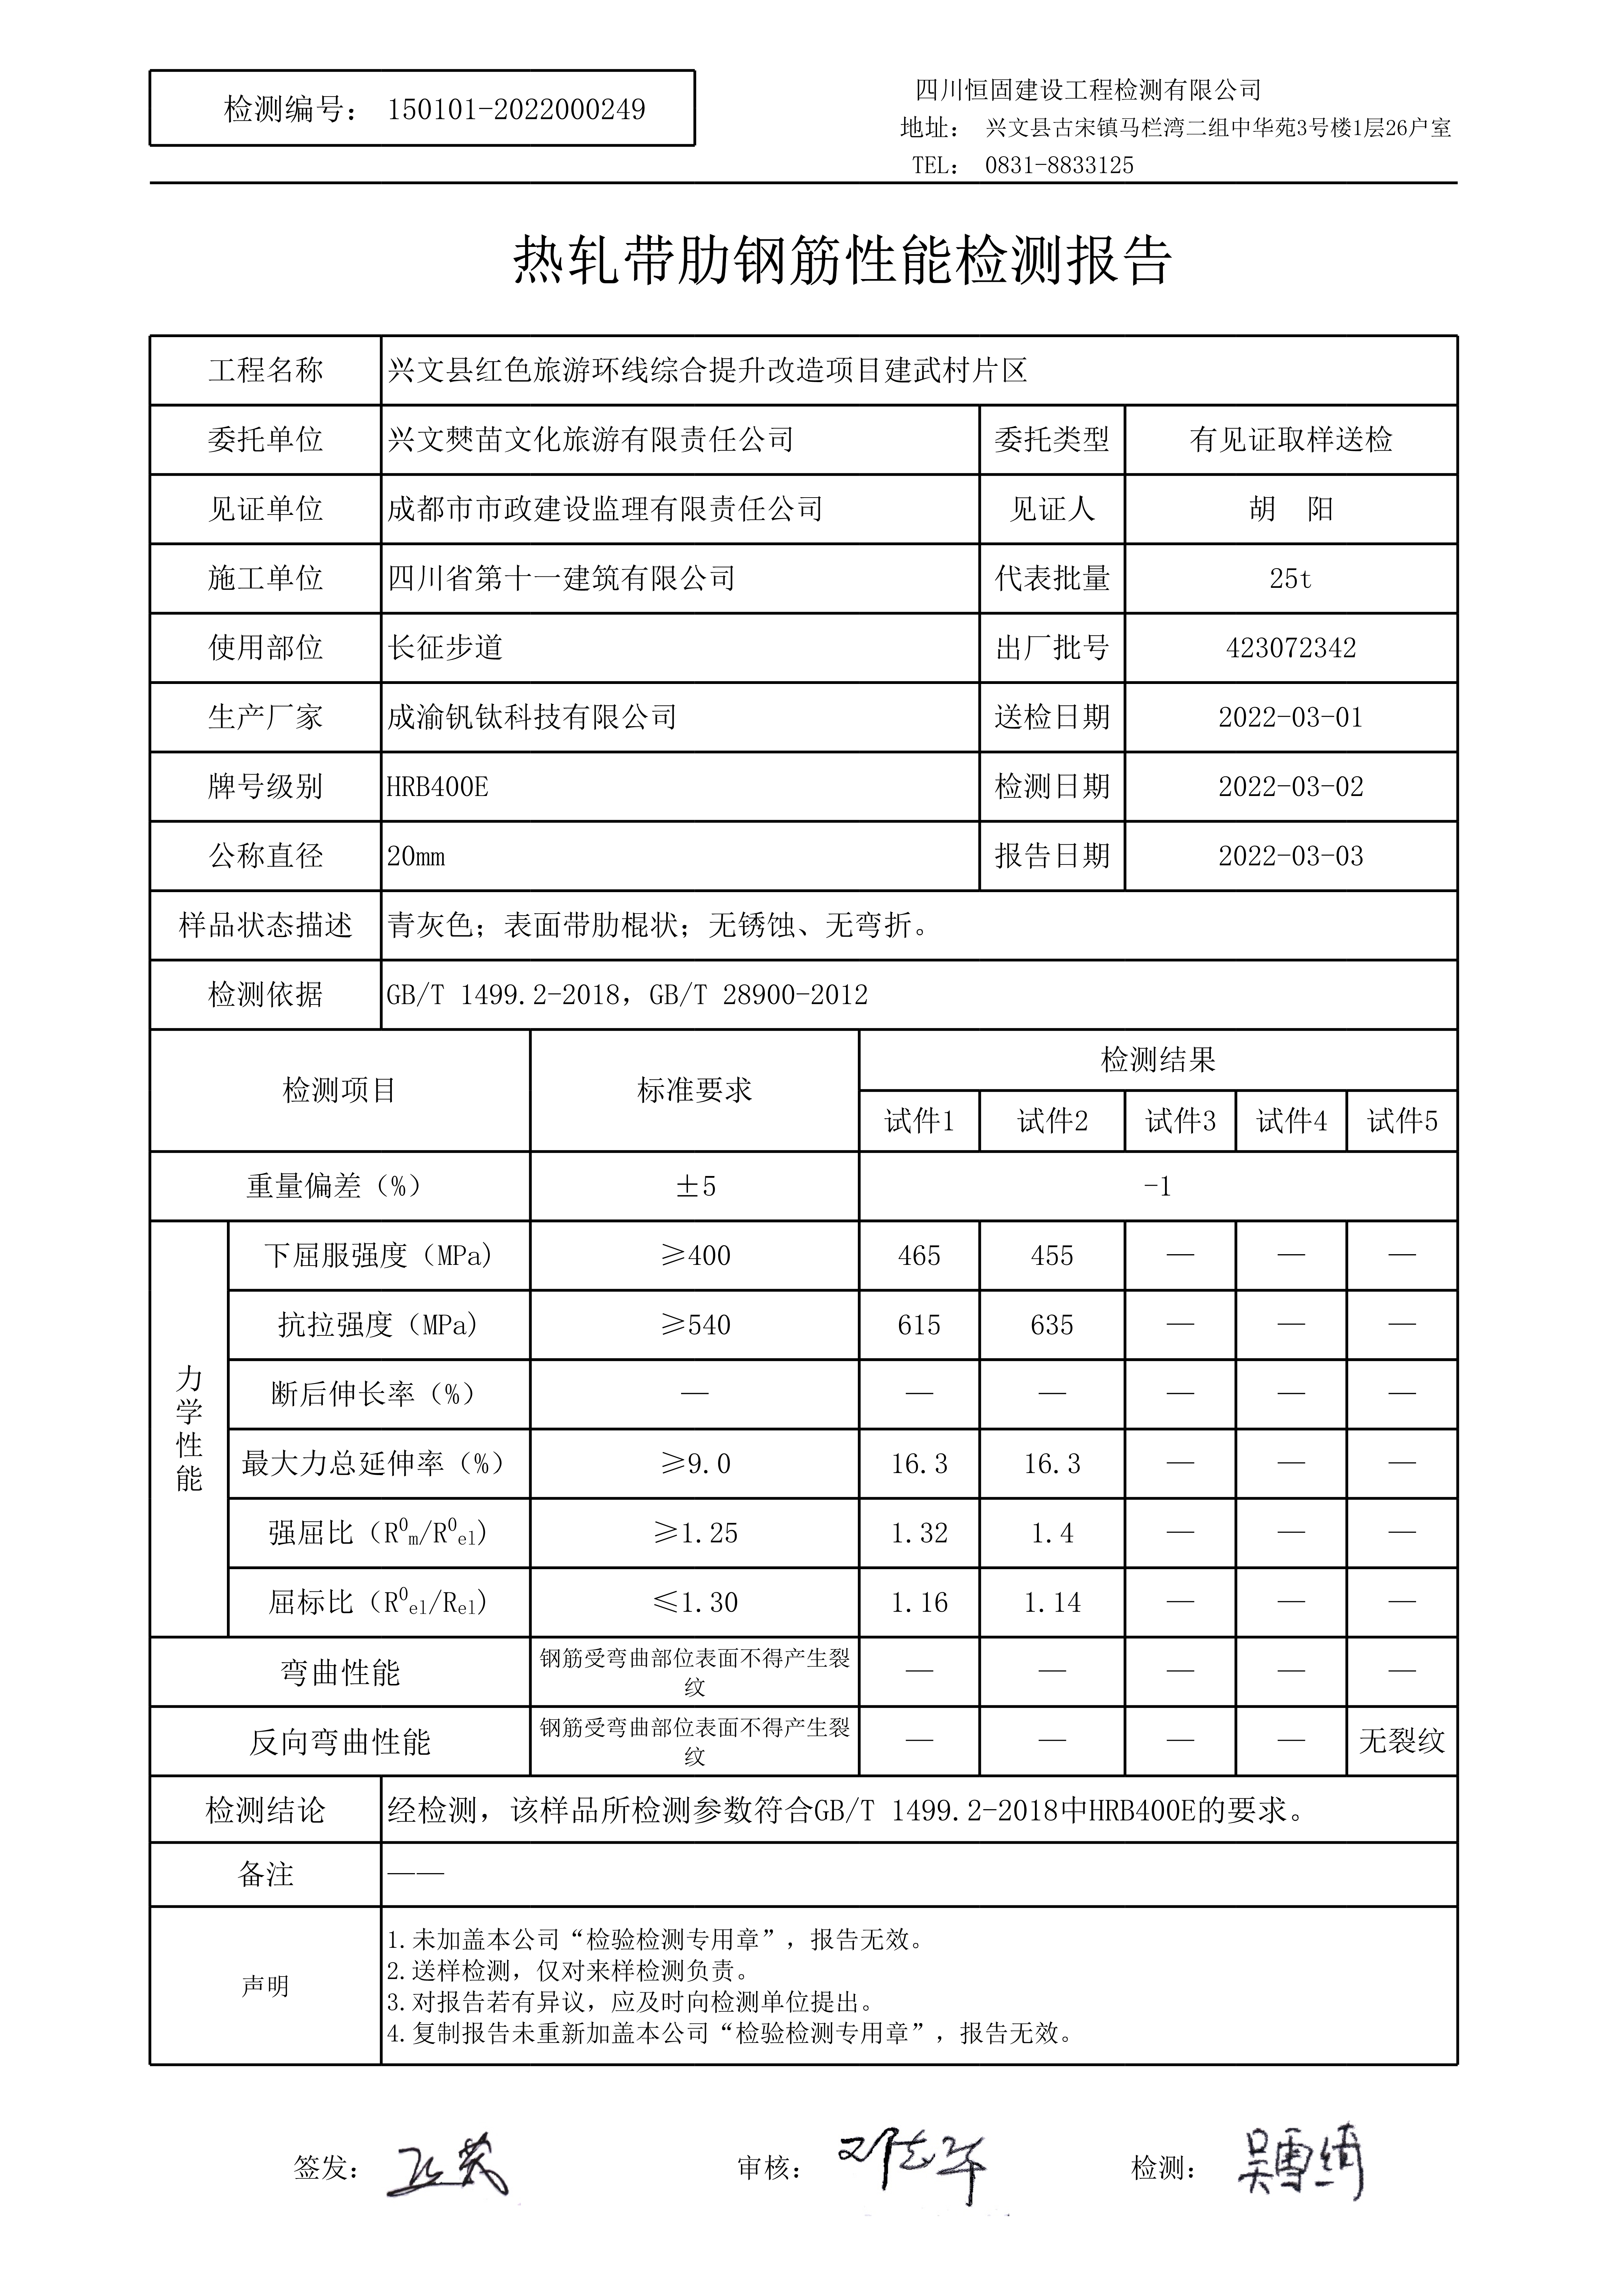 检测编号： 150101-2022000249
四川恒固建设工程检测有限公司
地址： 兴文县古宋镇马栏湾二组中华苑3号楼1层26户室
TEL： 0831-8833125
热轧带肋钢筋性能检测报告
工程名称 兴文县红色旅游环线综合提升改造项目建武村片区
委托单位 兴文僰苗文化旅游有限责任公司 委托类型 有见证取样送检
见证单位 成都市市政建设监理有限责任公司 见证人 胡 阳
施工单位 四川省第十一建筑有限公司 代表批量 25t
使用部位 长征步道 出厂批号 423072342
生产厂家 成渝钒钛科技有限公司 送检日期 2022-03-01
牌号级别 HRB400E 检测日期 2022-03-02
公称直径 20mm 报告日期 2022-03-03
样品状态描述 青灰色；表面带肋棍状；无锈蚀、无弯折。
检测依据 GB/T 1499.2-2018，GB/T 28900-2012
检测项目 标准要求 检测结果
试件1 试件2 试件3 试件4 试件5
重量偏差（%） ±5 -1
力学性能
下屈服强度（MPa） ≥400 465 455 — — —
抗拉强度（MPa） ≥540 615 635 — — —
断后伸长率（%） — — — — — —
最大力总延伸率（%） ≥9.0 16.3 16.3 — — —
强屈比（R⁰m/R⁰el） ≥1.25 1.32 1.4 — — —
屈标比（R⁰el/Rel） ≤1.30 1.16 1.14 — — —
弯曲性能 钢筋受弯曲部位表面不得产生裂
纹 — — — — —
反向弯曲性能 钢筋受弯曲部位表面不得产生裂
纹 — — — — 无裂纹
检测结论 经检测，该样品所检测参数符合GB/T 1499.2-2018中HRB400E的要求。
备注 ——
声明
1.未加盖本公司“检验检测专用章”，报告无效。
2.送样检测，仅对来样检测负责。
3.对报告若有异议，应及时向检测单位提出。
4.复制报告未重新加盖本公司“检验检测专用章”，报告无效。
签发： 审核： 检测： 吴雪绮